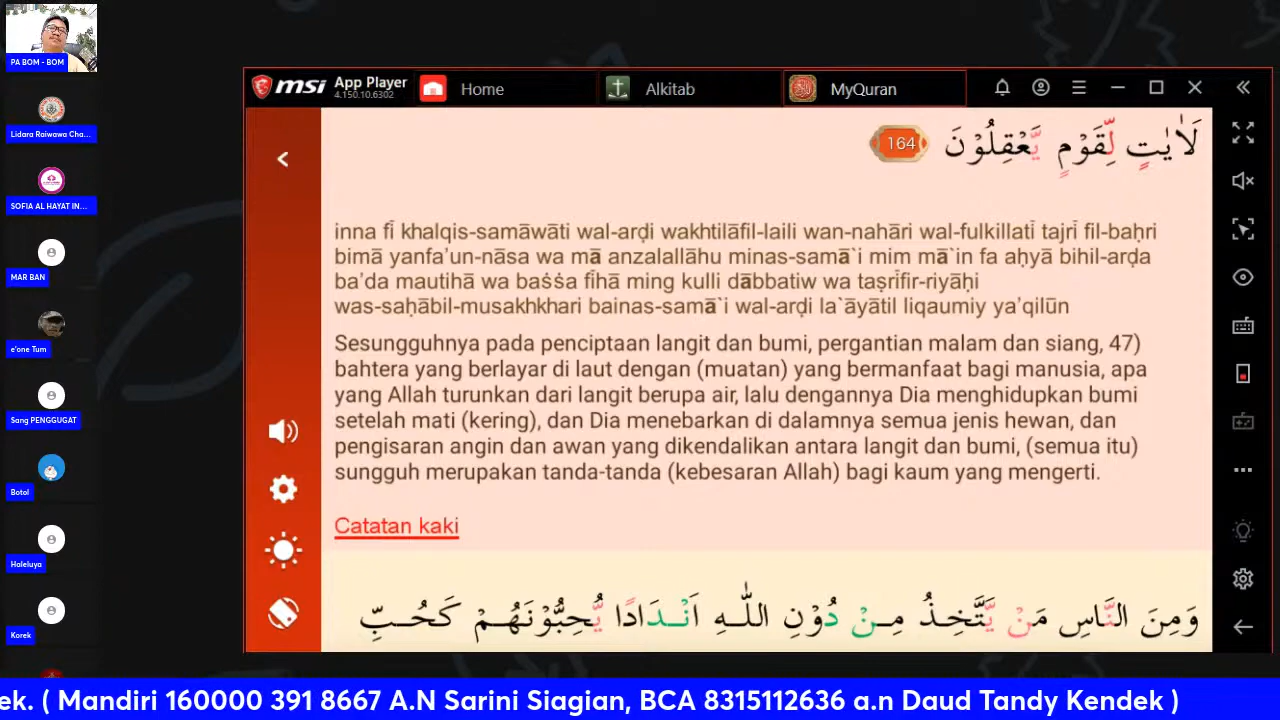 PA BOM - BOM
Lidara Raiwawa Cha...
SOFIA AL HAYAT IN...
MAR BAN
e'one Tum
Sang PENGGUGAT
Botol
Haleluya
Korek
msi App Player
4.150.10.6302
Home
Alkitab
MyQuran
لَاٰيٰتٍ لِّقَوْمٍ يَّعْقِلُوْنَ 164
inna fī khalqis-samāwāti wal-arḍi wakhtilāfil-laili wan-nahāri wal-fulkillatī tajrī fil-baḥri
bimā yanfa'un-nāsa wa mā anzalallāhu minas-samā`i mim mā`in fa aḥyā bihil-arḍa
ba'da mautihā wa baṡṡa fīhā ming kulli dābbatiw wa taṣrīfir-riyāḥi
was-saḥābil-musakhkhari bainas-samā`i wal-arḍi la`āyātil liqaumiy ya'qilūn
Sesungguhnya pada penciptaan langit dan bumi, pergantian malam dan siang, 47)
bahtera yang berlayar di laut dengan (muatan) yang bermanfaat bagi manusia, apa
yang Allah turunkan dari langit berupa air, lalu dengannya Dia menghidupkan bumi
setelah mati (kering), dan Dia menebarkan di dalamnya semua jenis hewan, dan
pengisaran angin dan awan yang dikendalikan antara langit dan bumi, (semua itu)
sungguh merupakan tanda-tanda (kebesaran Allah) bagi kaum yang mengerti.
Catatan kaki
وَمِنَ النَّاسِ مَنْ يَّتَّخِذُ مِنْ دُوْنِ اللّٰهِ اَنْدَادًا يُّحِبُّوْنَهُمْ كَحُبِّ
ek. ( Mandiri 160000 391 8667 A.N Sarini Siagian, BCA 8315112636 a.n Daud Tandy Kendek )